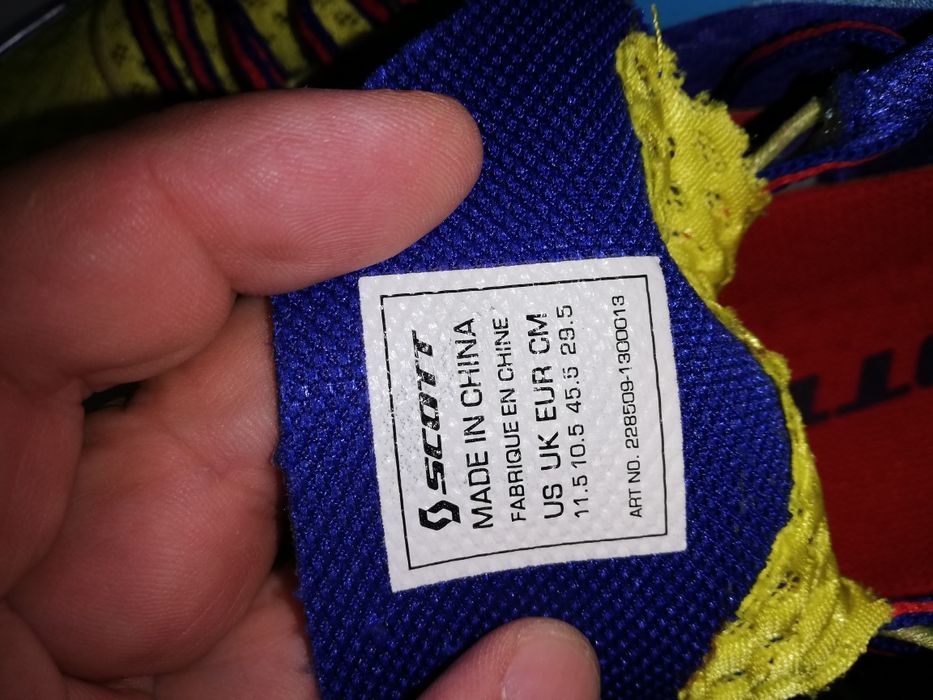 SCOTT
MADE IN CHINA
FABRIQUE EN CHINE
US UK EUR CM
11.5 10.5 45.5 29.5
ART NO. 228509-1300013